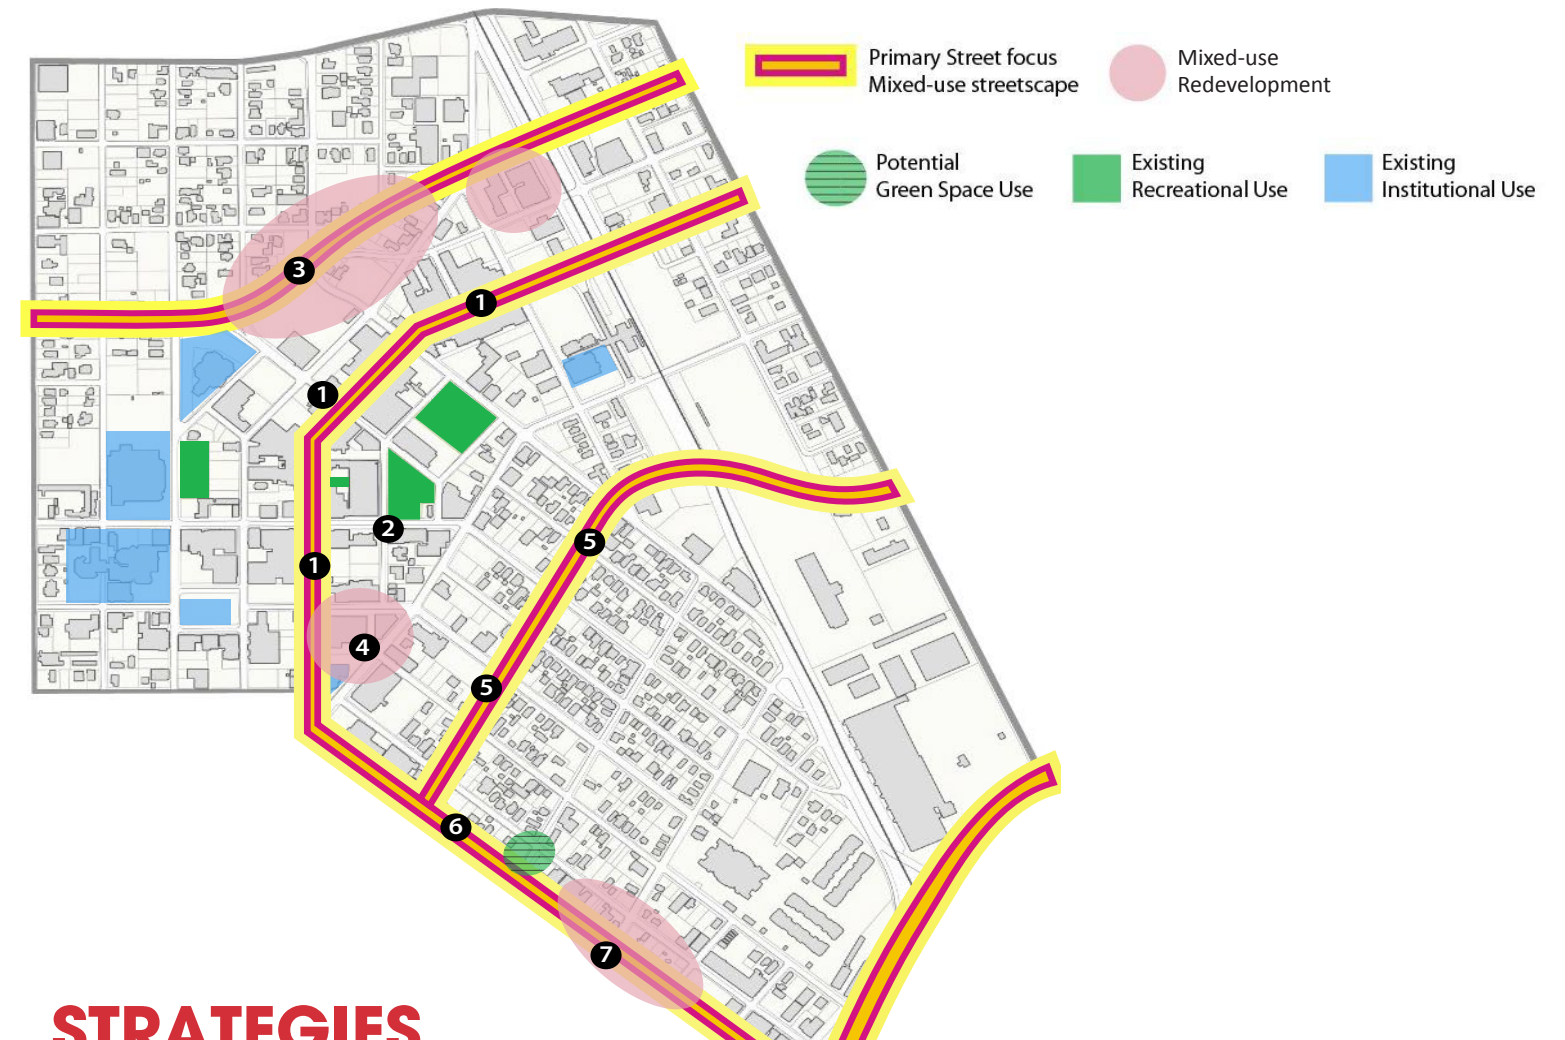 Primary Street focus
Mixed-use streetscape
Mixed-use
Redevelopment
Potential
Green Space Use
Existing
Recreational Use
Existing
Institutional Use
3
1
1
2
1
5
4
5
6
7
STRATEGIES